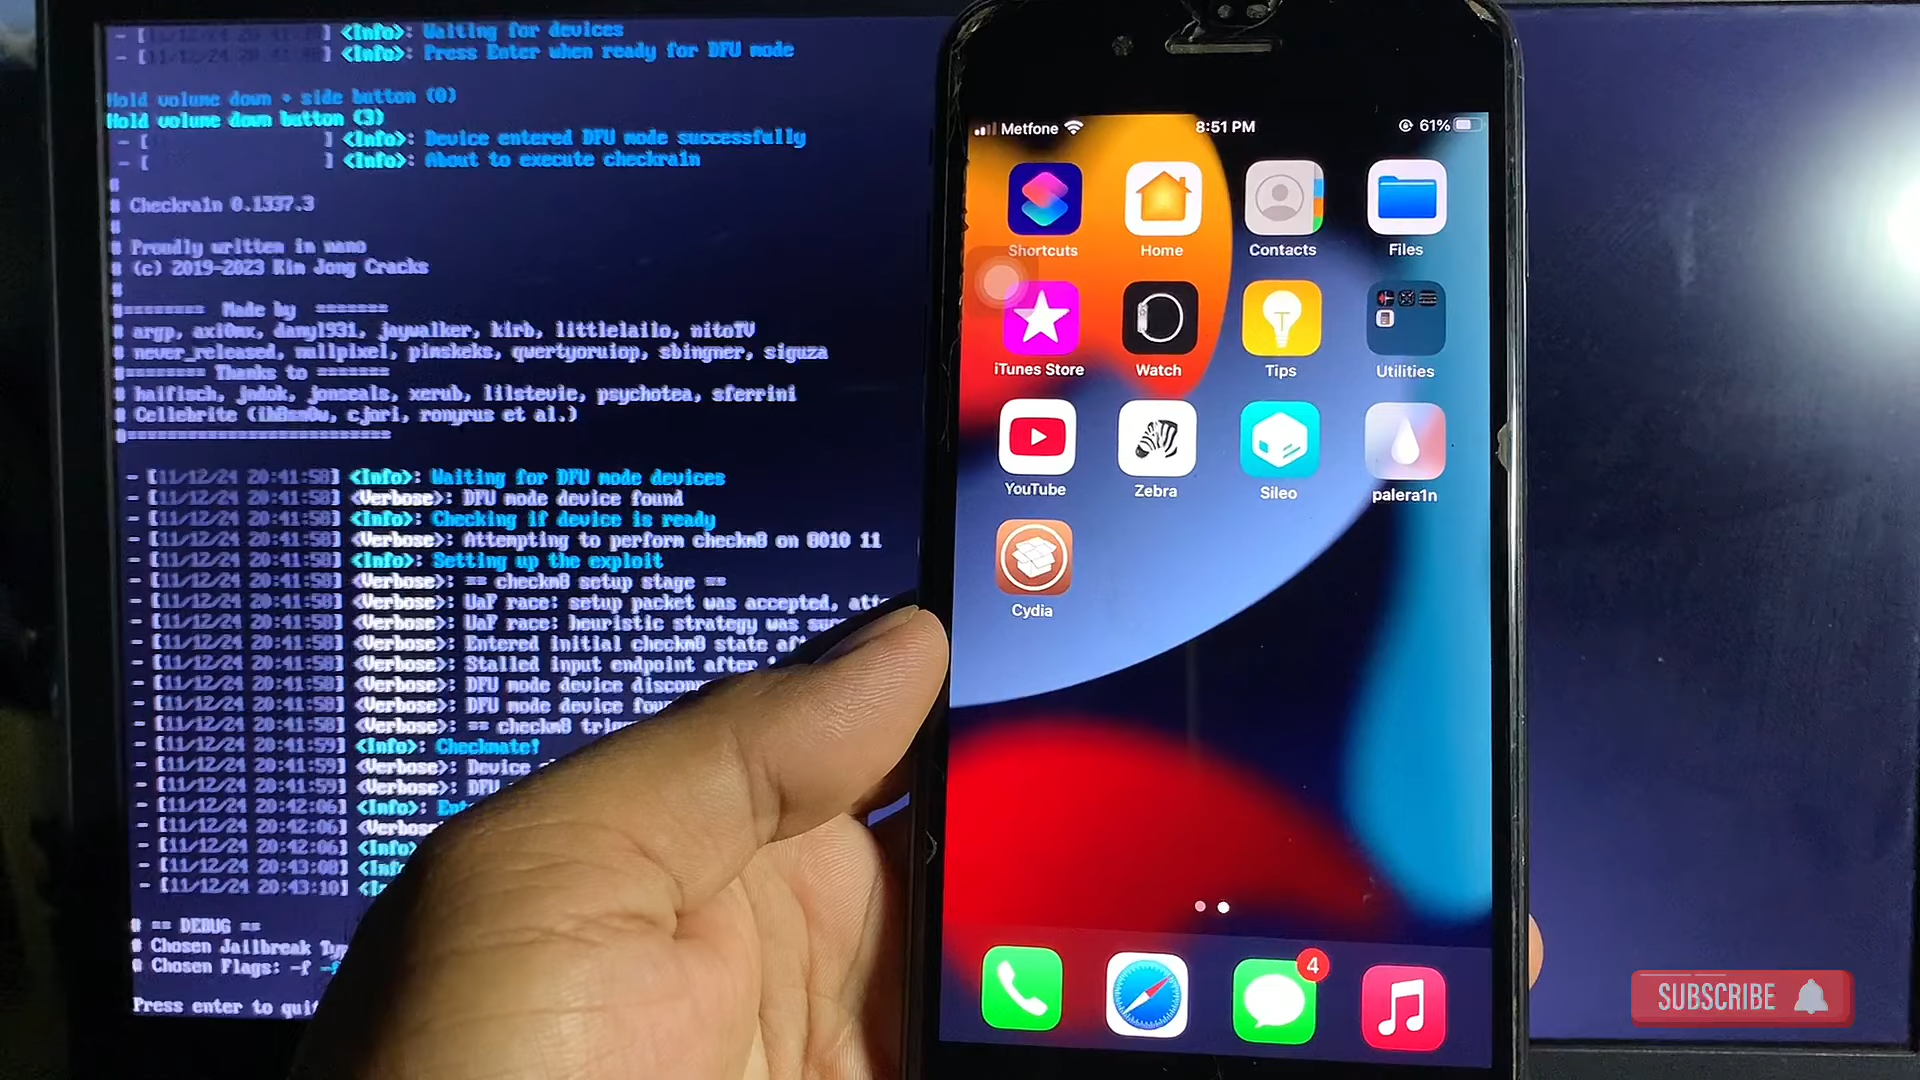 <Info>: Waiting for devices
<Info>: Press Enter when ready for DFU mode
Hold volume down + side button (0)
Hold volume down button (3)
- [ ] <Info>: Device entered DFU mode successfully
- [ ] <Info>: About to execute checkra1n
#
# Checkra1n 0.1337.3
#
# Proudly written in nano
# (c) 2019-2023 Kim Jong Cracks
#
#======== Made by =======
# argp, axi0mx, danyl931, jaywalker, kirb, littlelailo, nitoTV
# never_released, nullpixel, pimskeks, qwertyoruiop, sbingner, siguza
#======== Thanks to =======
# haifisch, jndok, jonseals, xerub, lilstevie, psychotea, sferrini
# Cellebrite (ih8sn0w, cjori, ronyrus et al.)
#==========================
- [11/12/24 20:41:58] <Info>: Waiting for DFU mode devices
- [11/12/24 20:41:58] <Verbose>: DFU mode device found
- [11/12/24 20:41:58] <Info>: Checking if device is ready
- [11/12/24 20:41:58] <Verbose>: Attempting to perform checkm8 on 8010 11
- [11/12/24 20:41:58] <Info>: Setting up the exploit
- [11/12/24 20:41:58] <Verbose>: == checkm8 setup stage ==
- [11/12/24 20:41:58] <Verbose>: UaF race: setup packet was accepted,
- [11/12/24 20:41:58] <Verbose>: UaF race: heuristic strategy was
- [11/12/24 20:41:58] <Verbose>: Entered initial checkm8 state
- [11/12/24 20:41:58] <Verbose>: Stalled input endpoint after
- [11/12/24 20:41:58] <Verbose>: DFU mode device
- [11/12/24 20:41:58] <Verbose>: DFU mode device
- [11/12/24 20:41:58] <Verbose>: == checkm8
- [11/12/24 20:41:59] <Info>: Checkmate!
- [11/12/24 20:41:59] <Verbose>: Device
- [11/12/24 20:41:59] <Verbose>:
- [11/12/24 20:42:06] <Info>:
- [11/12/24 20:42:06] <Verbose
- [11/12/24 20:42:06] <Info>
- [11/12/24 20:43:08]
- [11/12/24 20:43:10]
# == DEBUG ==
# Chosen Jailbreak
# Chosen Flags: -f
Press enter to
Metfone 8:51 PM 61%
Shortcuts Home Contacts Files
iTunes Store Watch Tips Utilities
YouTube Zebra Sileo palera1n
Cydia
4
SUBSCRIBE